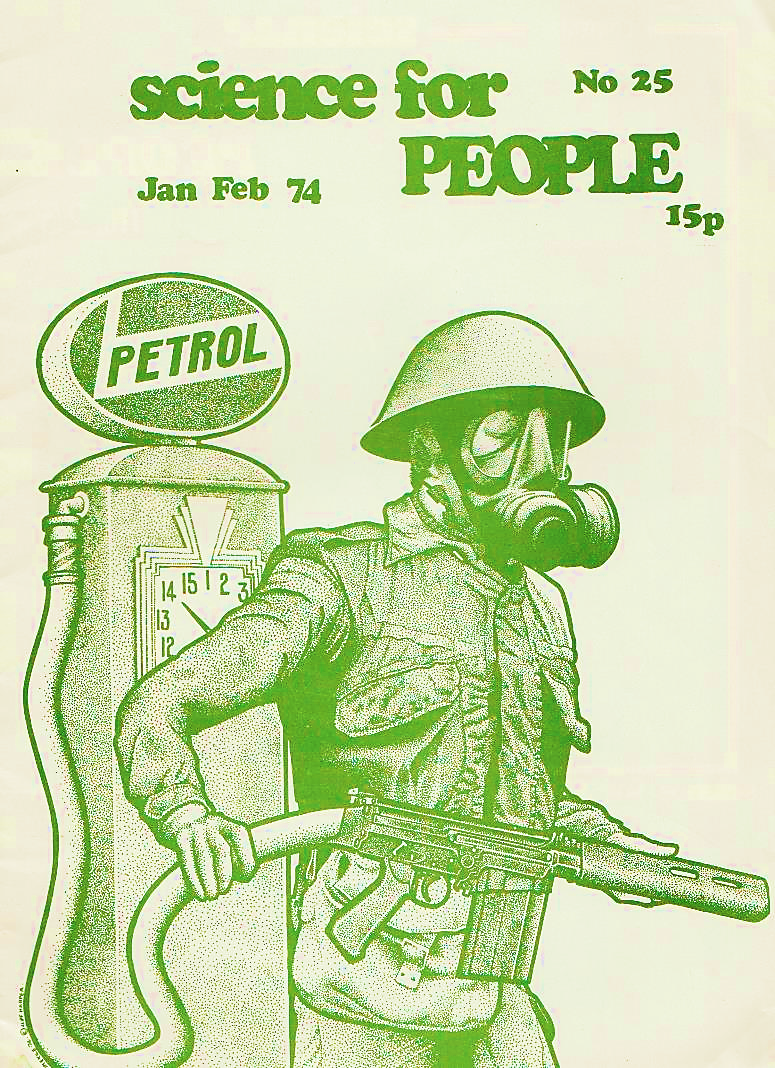 science for
No 25
PEOPLE
Jan Feb 74
15p
PETROL
14 15 1 2 3
13
12